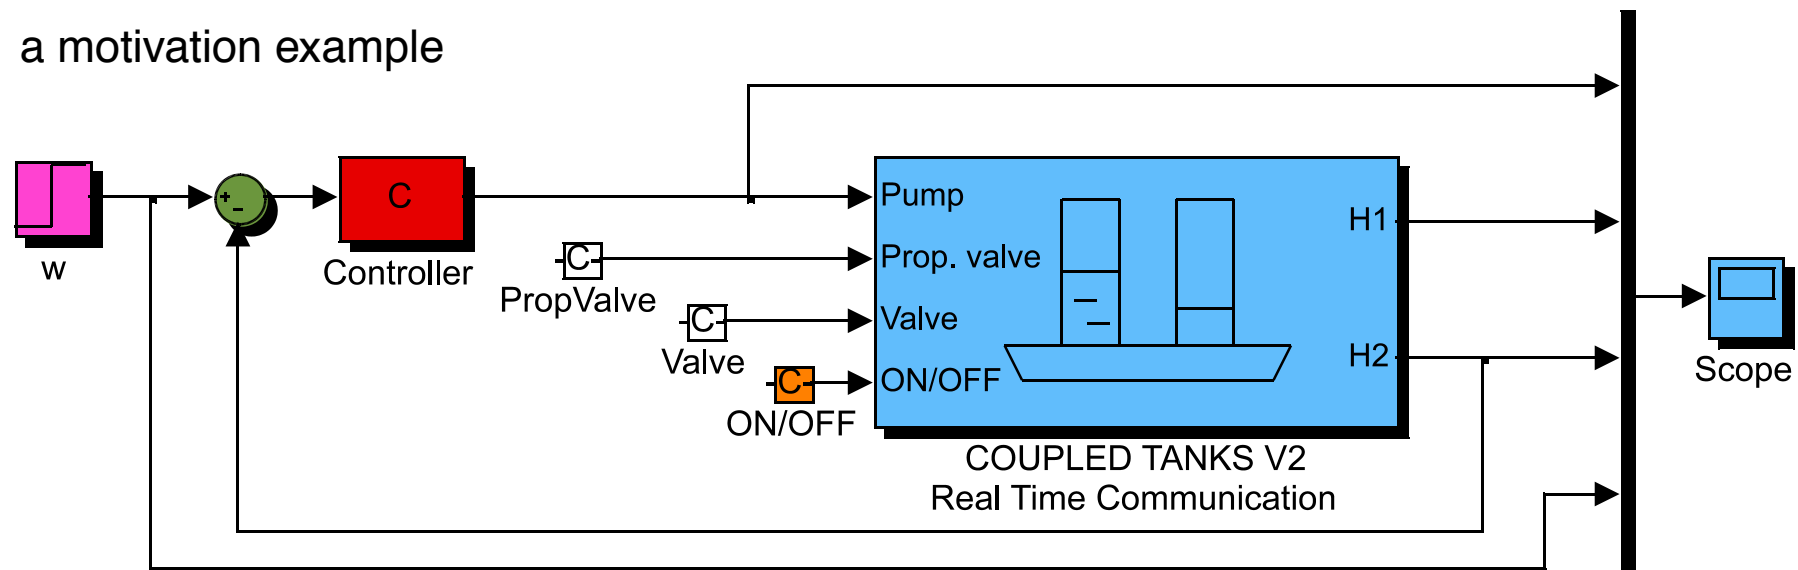 a motivation example
w
+
-
C
Controller
C
PropValve
C
Valve
C
ON/OFF
Pump
Prop. valve
Valve
ON/OFF
H1
H2
COUPLED TANKS V2
Real Time Communication
Scope